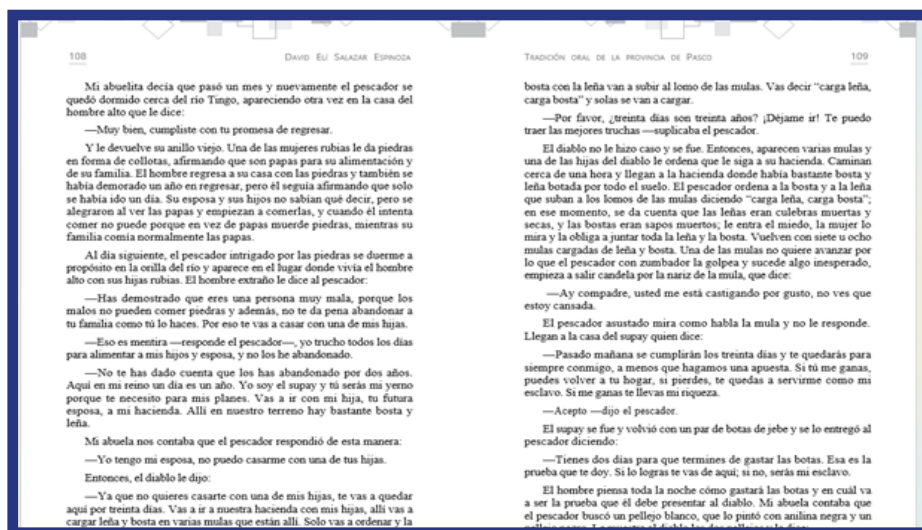 108
DAVID ELÍ SALAZAR ESPINOZA
Mi abuelita decía que pasó un mes y nuevamente el pescador se
quedó dormido cerca del río Tingo, apareciendo otra vez en la casa del
hombre alto que le dice:
—Muy bien, cumpliste con tu promesa de regresar.
Y le devuelve su anillo viejo. Una de las mujeres rubias le da piedras
en forma de collotas, afirmando que son papas para su alimentación y
de su familia. El hombre regresa a su casa con las piedras y también se
había demorado un año en regresar, pero él seguía afirmando que solo
se había ido un día. Su esposa y sus hijos no sabían qué decir, pero se
alegraron al ver las papas y empiezan a comerlas, y cuando él intenta
comer no puede porque en vez de papas muerde piedras, mientras su
familia comía normalmente las papas.
Al día siguiente, el pescador intrigado por las piedras se duerme a
propósito en la orilla del río y aparece en el lugar donde vivía el hombre
alto con sus hijas rubias. El hombre extraño le dice al pescador:
—Has demostrado que eres una persona muy mala, porque los
malos no pueden comer piedras y además, no te da pena abandonar a
tu familia como tú lo haces. Por eso te vas a casar con una de mis hijas.
—Eso es mentira —responde el pescador—, yo trucho todos los días
para alimentar a mis hijos y esposa, y no los he abandonado.
—No te has dado cuenta que los has abandonado por dos años.
Aquí en mi reino un día es un año. Yo soy el supay y tú serás mi yerno
porque te necesito para mis planes. Vas a ir con mi hija, tu futura
esposa, a mi hacienda. Allí en nuestro terreno hay bastante bosta y
leña.
Mi abuela nos contaba que el pescador respondió de esta manera:
—Yo tengo mi esposa, no puedo casarme con una de tus hijas.
Entonces, el diablo le dijo:
—Ya que no quieres casarte con una de mis hijas, te vas a quedar
aquí por treinta días. Vas a ir a nuestra hacienda con mis hijas, allí vas a
cargar leña y bosta en varias mulas que están allí. Solo vas a ordenar y la
TRADICIÓN ORAL DE LA PROVINCIA DE PASCO
109
bosta con la leña van a subir al lomo de las mulas. Vas decir “carga leña,
carga bosta” y solas se van a cargar.
—Por favor, ¿treinta días son treinta años? ¡Déjame ir! Te puedo
traer las mejores truchas —suplicaba el pescador.
El diablo no le hizo caso y se fue. Entonces, aparecen varias mulas y
una de las hijas del diablo le ordena que le siga a su hacienda. Caminan
cerca de una hora y llegan a la hacienda donde había bastante bosta y
leña botada por todo el suelo. El pescador ordena a la bosta y a la leña
que suban a los lomos de las mulas diciendo “carga leña, carga bosta”;
en ese momento, se da cuenta que las leñas eran culebras muertas y
secas, y las bostas eran sapos muertos; le entra el miedo, la mujer lo
mira y la obliga a juntar toda la leña y la bosta. Vuelven con siete u ocho
mulas cargadas de leña y bosta. Una de las mulas no quiere avanzar por
lo que el pescador con zumbador la golpea y sucede algo inesperado,
empieza a salir candela por la nariz de la mula, que dice:
—Ay compadre, usted me está castigando por gusto, no ves que
estoy cansada.
El pescador asustado mira como habla la mula y no le responde.
Llegan a la casa del supay quien dice:
—Pasado mañana se cumplirán los treinta días y te quedarás para
siempre conmigo, a menos que hagamos una apuesta. Si tú me ganas,
puedes volver a tu hogar, si pierdes, te quedas a servirme como mi
esclavo. Si me ganas te llevas mi riqueza.
—Acepto —dijo el pescador.
El supay se fue y volvió con un par de botas de jebe y se lo entregó al
pescador diciendo:
—Tienes dos días para que termines de gastar las botas. Esa es la
prueba que te doy. Si lo logras te vas de aquí; si no, serás mi esclavo.
El hombre piensa toda la noche cómo gastará las botas y en cuál va
a ser la prueba que él debe presentar al diablo. Mi abuela contaba que
el pescador buscó un pellejo blanco, que lo pintó con anilina negra y un